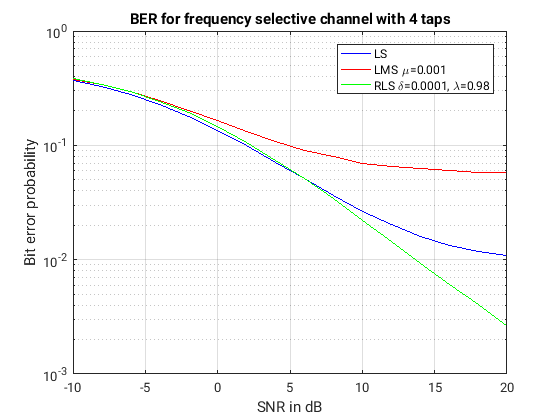 BER for frequency selective channel with 4 taps
LS
LMS μ=0.001
RLS δ=0.0001, λ=0.98
10^0
10^-1
10^-2
10^-3
Bit error probability
-10 -5 0 5 10 15 20
SNR in dB